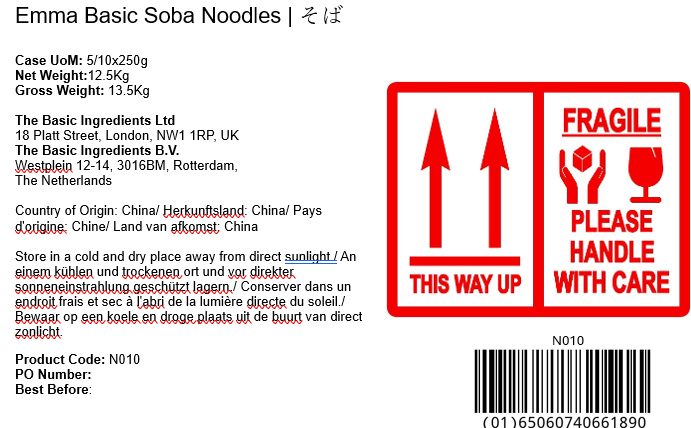 Emma Basic Soba Noodles | そば
Case UoM: 5/10x250g
Net Weight:12.5Kg
Gross Weight: 13.5Kg
The Basic Ingredients Ltd
18 Platt Street, London, NW1 1RP, UK
The Basic Ingredients B.V.
Westplein 12-14, 3016BM, Rotterdam,
The Netherlands
Country of Origin: China/ Herkunftsland: China/ Pays
d'origine: Chine/ Land van afkomst: China
Store in a cold and dry place away from direct sunlight./ An
einem kühlen und trockenen ort und vor direkter
sonneneinstrahlung geschützt lagern./ Conserver dans un
endroit frais et sec à l'abri de la lumière directe du soleil./
Bewaar op een koele en droge plaats uit de buurt van direct
zonlicht.
Product Code: N010
PO Number:
Best Before:
THIS WAY UP
FRAGILE
PLEASE
HANDLE
WITH CARE
N010
(01)65060740661890